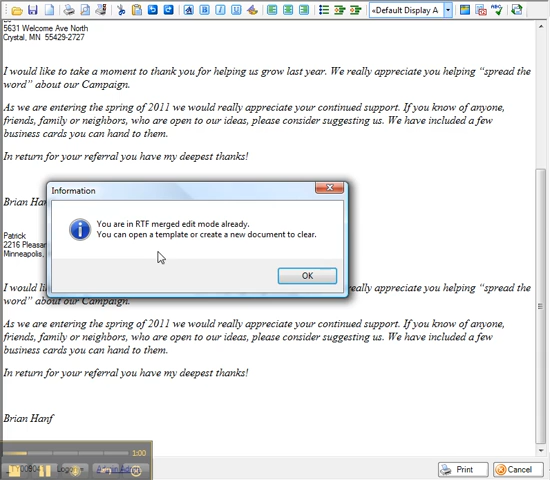 «Default Display A
5631 Welcome Ave North
Crystal, MN 55429-2727
I would like to take a moment to thank you for helping us grow last year. We really appreciate you helping “spread the
word” about our Campaign.
As we are entering the spring of 2011 we would really appreciate your continued support. If you know of anyone,
friends, family or neighbors, who are open to our ideas, please consider suggesting us. We have included a few
business cards you can hand to them.
In return for your referral you have my deepest thanks!
Brian Han
Information
You are in RTF merged edit mode already.
You can open a template or create a new document to clear.
OK
Patrick
2216 Pleasan
Minneapolis,
I would li
eally appreciate you helping “spread the
word” about our Campaign.
As we are entering the spring of 2011 we would really appreciate your continued support. If you know of anyone,
friends, family or neighbors, who are open to our ideas, please consider suggesting us. We have included a few
business cards you can hand to them.
In return for your referral you have my deepest thanks!
Brian Hanf
1:00
Print
Cancel